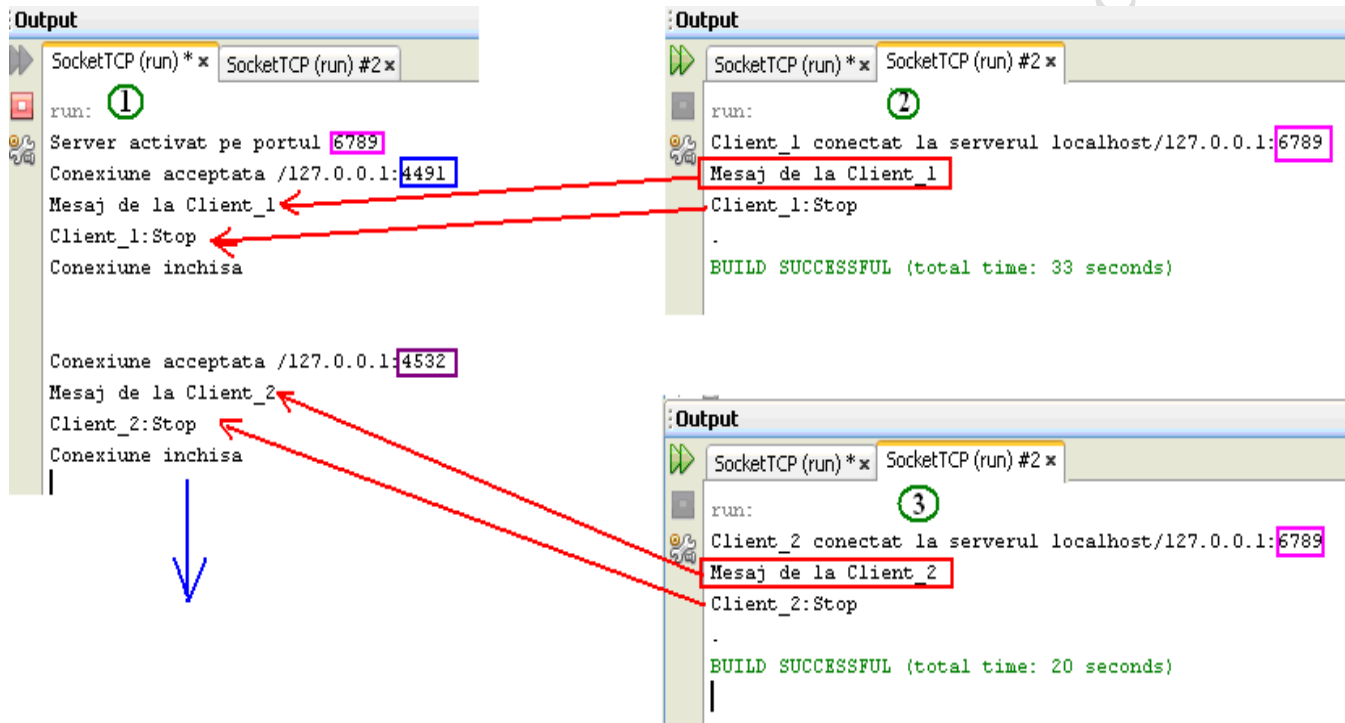 Output
SocketTCP (run) * x SocketTCP (run) #2 x
1
run:
Server activat pe portul 6789
Conexiune acceptata /127.0.0.1:4491
Mesaj de la Client_1
Client_1:Stop
Conexiune inchisa
Conexiune acceptata /127.0.0.1:4532
Mesaj de la Client_2
Client_2:Stop
Conexiune inchisa
Output
SocketTCP (run) * x SocketTCP (run) #2 x
2
run:
Client_1 conectat la serverul localhost/127.0.0.1:6789
Mesaj de la Client_1
Client_1:Stop
.
BUILD SUCCESSFUL (total time: 33 seconds)
Output
SocketTCP (run) * x SocketTCP (run) #2 x
3
run:
Client_2 conectat la serverul localhost/127.0.0.1:6789
Mesaj de la Client_2
Client_2:Stop
.
BUILD SUCCESSFUL (total time: 20 seconds)